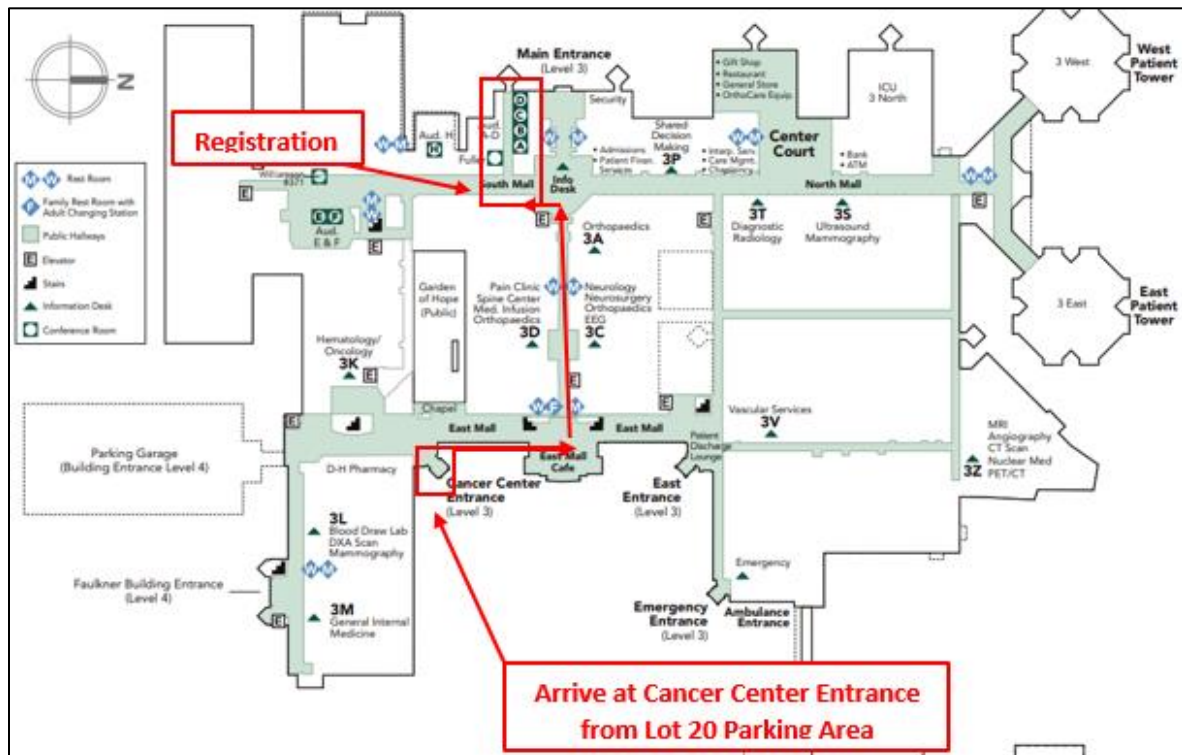 N
Main Entrance
(Level 3)
Security
• Gift Shop
• Restaurant
• General Store
• OrthoCare Equip.
ICU
3 North
3 West
West
Patient
Tower
Registration
Aud. H
H
Aud.
A-D
D
C
B
A
Fuller
Williamson
South Mall
Info
Desk
• Admissions
• Patient Finan.
Services
Shared
Decision
Making
3P
• Interp. Serv.
• Care Mgmt.
• Chaplaincy
Center
Court
• Bank
• ATM
North Mall
M W Rest Room
F Family Rest Room with
Adult Changing Station
Public Hallways
E Elevator
Stairs
Information Desk
Conference Room
E F
Aud.
E & F
Orthopaedics
3A
3T
Diagnostic
Radiology
3S
Ultrasound
Mammography
Garden
of Hope
(Public)
Pain Clinic
Spine Center
Med. Infusion
Orthopaedics
3D
Neurology
Neurosurgery
Orthopaedics
EEG
3C
3 East
East
Patient
Tower
Hematology/
Oncology
3K
Chapel
East Mall
East Mall
East Mall
Cafe
Patient
Discharge
Lounge
Vascular Services
3V
MRI
Angiography
CT Scan
Nuclear Med
PET/CT
3Z
Parking Garage
(Building Entrance Level 4)
D-H Pharmacy
Cancer Center
Entrance
(Level 3)
East
Entrance
(Level 3)
3L
Blood Draw Lab
DXA Scan
Mammography
Faulkner Building Entrance
(Level 4)
3M
General Internal
Medicine
Emergency
Emergency
Entrance
(Level 3)
Ambulance
Entrance
Arrive at Cancer Center Entrance
from Lot 20 Parking Area